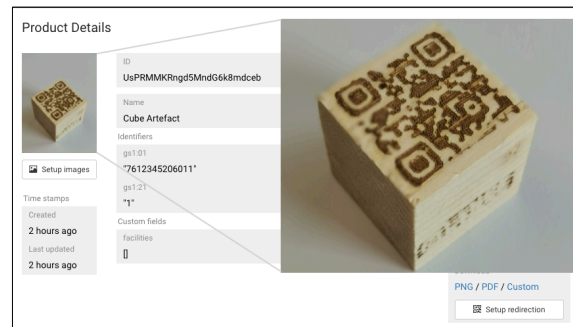 Product Details
ID
UsPRMMKRngd5MndG6k8mdceb
Name
Cube Artefact
Identifiers
gs1:01
"7612345206011"
gs1:21
"1"
Custom fields
facilities
[]
Setup images
Time stamps
Created
2 hours ago
Last updated
2 hours ago
PNG / PDF / Custom
Setup redirection